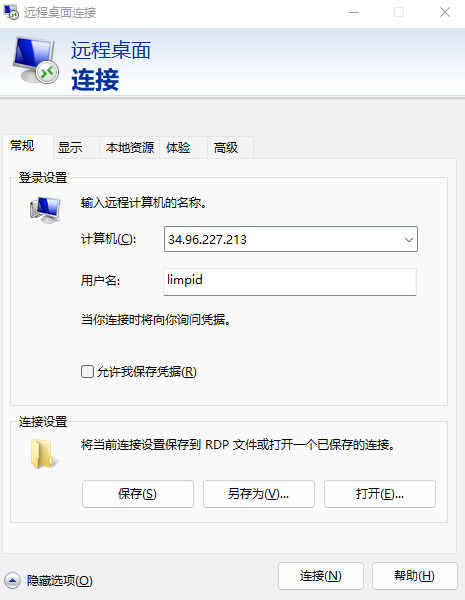 远程桌面连接
远程桌面
连接
常规 显示 本地资源 体验 高级
登录设置
输入远程计算机的名称。
计算机(C): 34.96.227.213
用户名: limpid
当你连接时将向你询问凭据。
允许我保存凭据(R)
连接设置
将当前连接设置保存到 RDP 文件或打开一个已保存的连接。
保存(S) 另存为(V)... 打开(E)...
隐藏选项(O) 连接(N) 帮助(H)